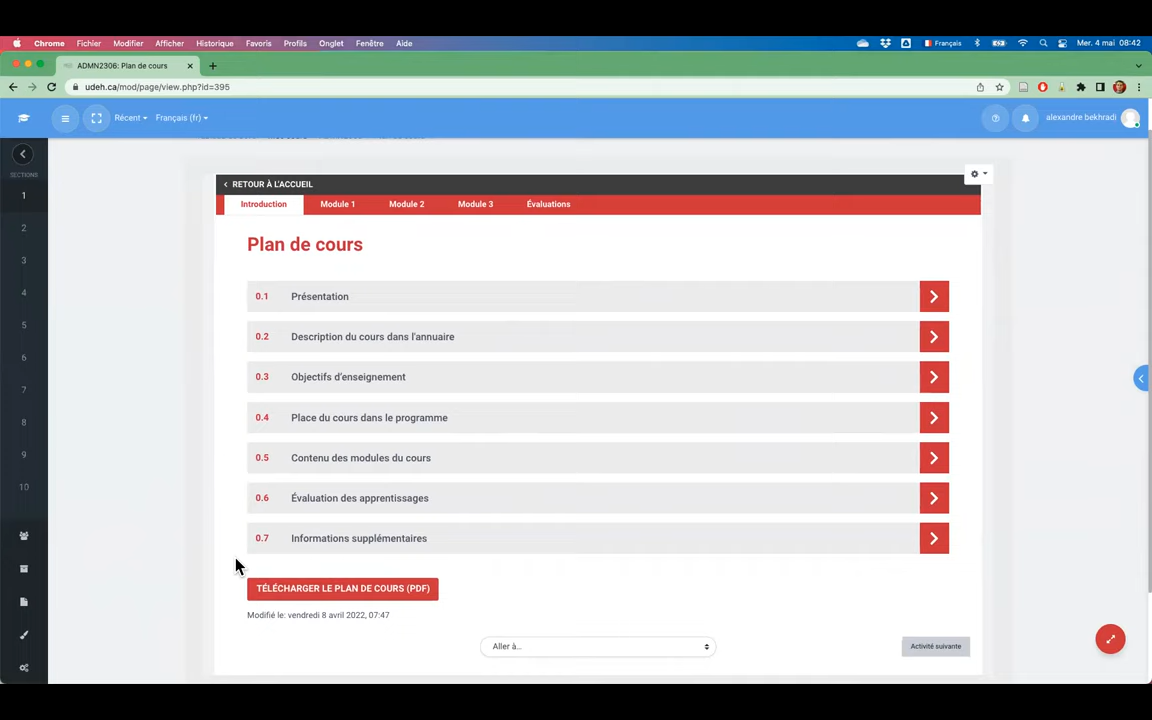 Chrome Fichier Modifier Afficher Historique Favoris Profils Onglet Fenêtre Aide Français Mer. 4 mai 08:42
ADMN2306: Plan de cours
udeh.ca/mod/page/view.php?id=395
Récent Français (fr) alexandre bekhradi
SECTIONS
1
2
3
4
5
6
7
8
9
10
RETOUR À L'ACCUEIL
Introduction Module 1 Module 2 Module 3 Évaluations
Plan de cours
0.1 Présentation
0.2 Description du cours dans l'annuaire
0.3 Objectifs d'enseignement
0.4 Place du cours dans le programme
0.5 Contenu des modules du cours
0.6 Évaluation des apprentissages
0.7 Informations supplémentaires
TÉLÉCHARGER LE PLAN DE COURS (PDF)
Modifié le: vendredi 8 avril 2022, 07:47
Aller à... Activité suivante